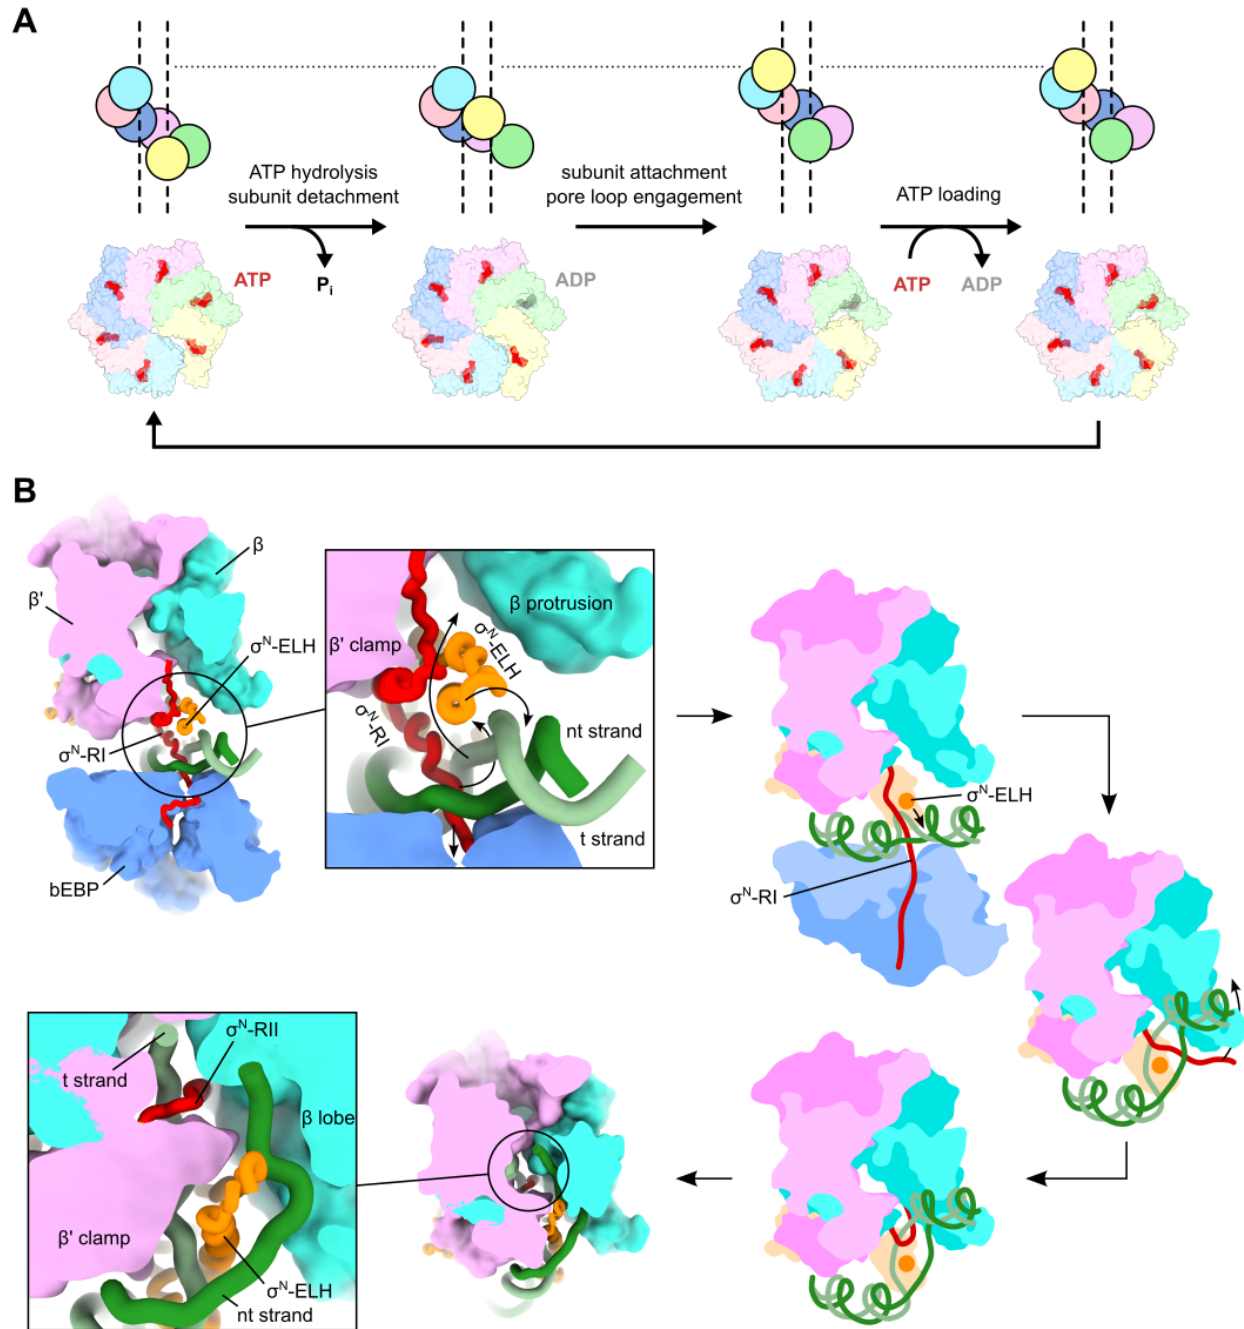 A
ATP hydrolysis
subunit detachment
subunit attachment
pore loop engagement
ATP loading
ATP
Pi
ADP
ATP
ADP
B
β
β'
σN-ELH
σN-RI
bEBP
β protrusion
β' clamp
σN-ELH
σN-RI
nt strand
t strand
σN-ELH
σN-RI
σN-RII
t strand
β lobe
β' clamp
σN-ELH
nt strand